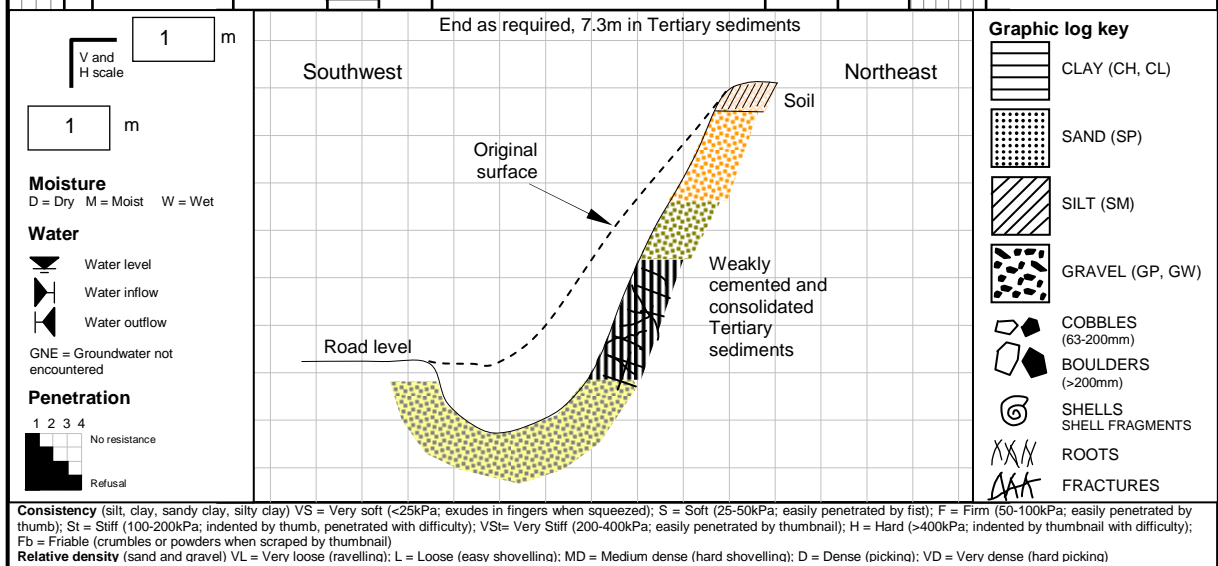 End as required, 7.3m in Tertiary sediments
1 m
V and
H scale
1 m
Moisture
D = Dry M = Moist W = Wet
Water
Water level
Water inflow
Water outflow
GNE = Groundwater not
encountered
Penetration
1 2 3 4
No resistance
Refusal
Southwest
Northeast
Soil
Original
surface
Weakly
cemented and
consolidated
Tertiary
sediments
Road level
Graphic log key
CLAY (CH, CL)
SAND (SP)
SILT (SM)
GRAVEL (GP, GW)
COBBLES
(63-200mm)
BOULDERS
(>200mm)
SHELLS
SHELL FRAGMENTS
ROOTS
FRACTURES
Consistency (silt, clay, sandy clay, silty clay) VS = Very soft (<25kPa; exudes in fingers when squeezed); S = Soft (25-50kPa; easily penetrated by fist); F = Firm (50-100kPa; easily penetrated by
thumb); St = Stiff (100-200kPa; indented by thumb, penetrated with difficulty); VSt= Very Stiff (200-400kPa; easily penetrated by thumbnail); H = Hard (>400kPa; indented by thumbnail with difficulty);
Fb = Friable (crumbles or powders when scraped by thumbnail)
Relative density (sand and gravel) VL = Very loose (ravelling); L = Loose (easy shovelling); MD = Medium dense (hard shovelling); D = Dense (picking); VD = Very dense (hard picking)